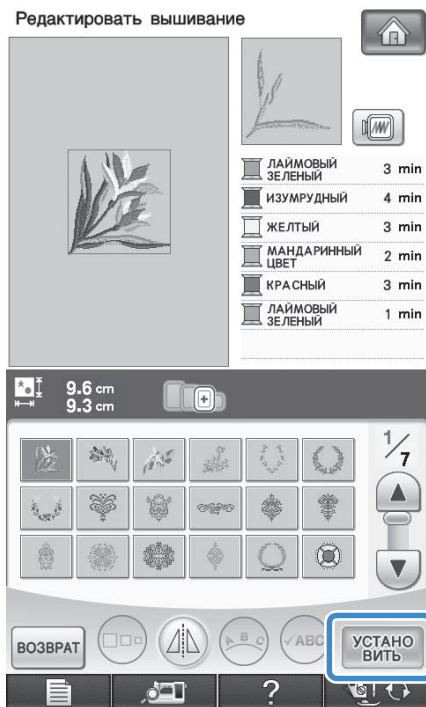 Редактировать вышивание
ЛАЙМОВЫЙ
ЗЕЛЕНЫЙ 3 min
ИЗУМРУДНЫЙ 4 min
ЖЕЛТЫЙ 3 min
МАНДАРИННЫЙ
ЦВЕТ 2 min
КРАСНЫЙ 3 min
ЛАЙМОВЫЙ
ЗЕЛЕНЫЙ 1 min
9.6 cm
9.3 cm
1/7
ВОЗВРАТ
A B C
✓ABC
УСТАНО
ВИТЬ
?